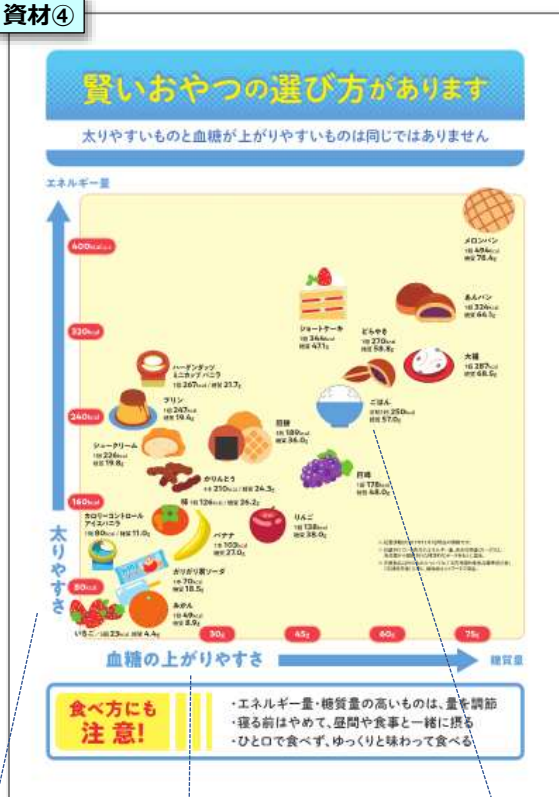 資材④
賢いおやつの選び方があります
太りやすいものと血糖が上がりやすいものは同じではありません
エネルギー量
400kcal以上
メロンパン
1個 494kcal
糖質 78.4g
あんパン
1個 324kcal
糖質 64.1g
ショートケーキ
1個 344kcal
糖質 47.1g
320kcal
どらやき
1個 270kcal
糖質 58.8g
大福
1個 287kcal
糖質 68.5g
ハーゲンダッツ
ミニカップ バニラ
1個 267kcal / 糖質 21.7g
プリン
1個 247kcal
糖質 19.4g
240kcal
ごはん
250kcal
糖質 57.0g
煎餅
1枚 189kcal
糖質 36.0g
シュークリーム
1個 226kcal
糖質 19.8g
かりんとう
210kcal / 糖質 24.3g
巨峰
1房 178kcal
糖質 48.0g
160kcal
柿 1個 126kcal / 糖質 26.2g
カロリーコントロール
アイスバニラ
1個 80kcal / 糖質 11.0g
りんご
1個 138kcal
糖質 38.0g
バナナ
1本 103kcal
糖質 27.0g
ガリガリ君ソーダ
1本 70kcal
糖質 18.5g
みかん
1個 49kcal
糖質 8.9g
80kcal
いちご 23kcal 糖質 4.4g
30g
45g
60g
75g
太りやすさ
血糖の上がりやすさ
糖質量
食べ方にも
注意!
・エネルギー量・糖質量の高いものは、量を調節
・寝る前はやめて、昼間や食事と一緒に摂る
・ひと口で食べず、ゆっくりと味わって食べる